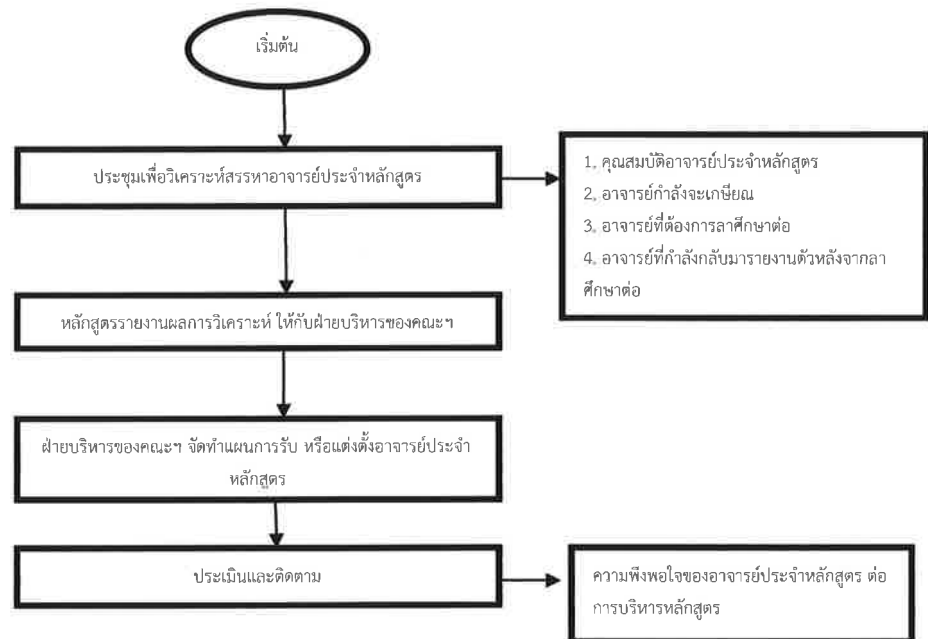 เริ่มต้น
ประชุมเพื่อวิเคราะห์สรรหาอาจารย์ประจำหลักสูตร
1. คุณสมบัติอาจารย์ประจำหลักสูตร
2. อาจารย์กำลังจะเกษียณ
3. อาจารย์ที่ต้องการลาศึกษาต่อ
4. อาจารย์ที่กำลังกลับมารายงานตัวหลังจากลา
ศึกษาต่อ
หลักสูตรรายงานผลการวิเคราะห์ ให้กับฝ่ายบริหารของคณะฯ
ฝ่ายบริหารของคณะฯ จัดทำแผนการรับ หรือแต่งตั้งอาจารย์ประจำ
หลักสูตร
ประเมินและติดตาม
ความพึงพอใจของอาจารย์ประจำหลักสูตร ต่อ
การบริหารหลักสูตร